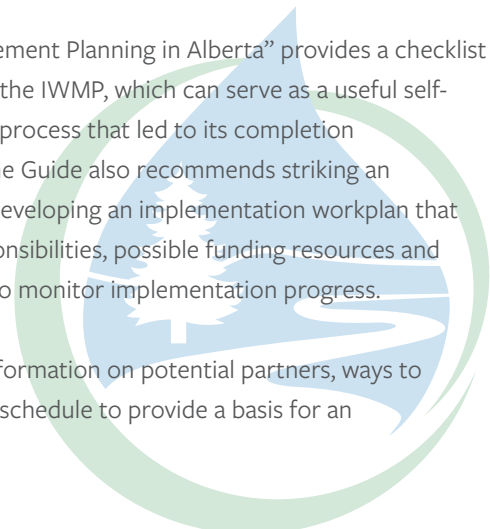 ement Planning in Alberta” provides a checklist
the IWMP, which can serve as a useful self-
process that led to its completion
ne Guide also recommends striking an
developing an implementation workplan that
onsibilities, possible funding resources and
o monitor implementation progress.
formation on potential partners, ways to
schedule to provide a basis for an